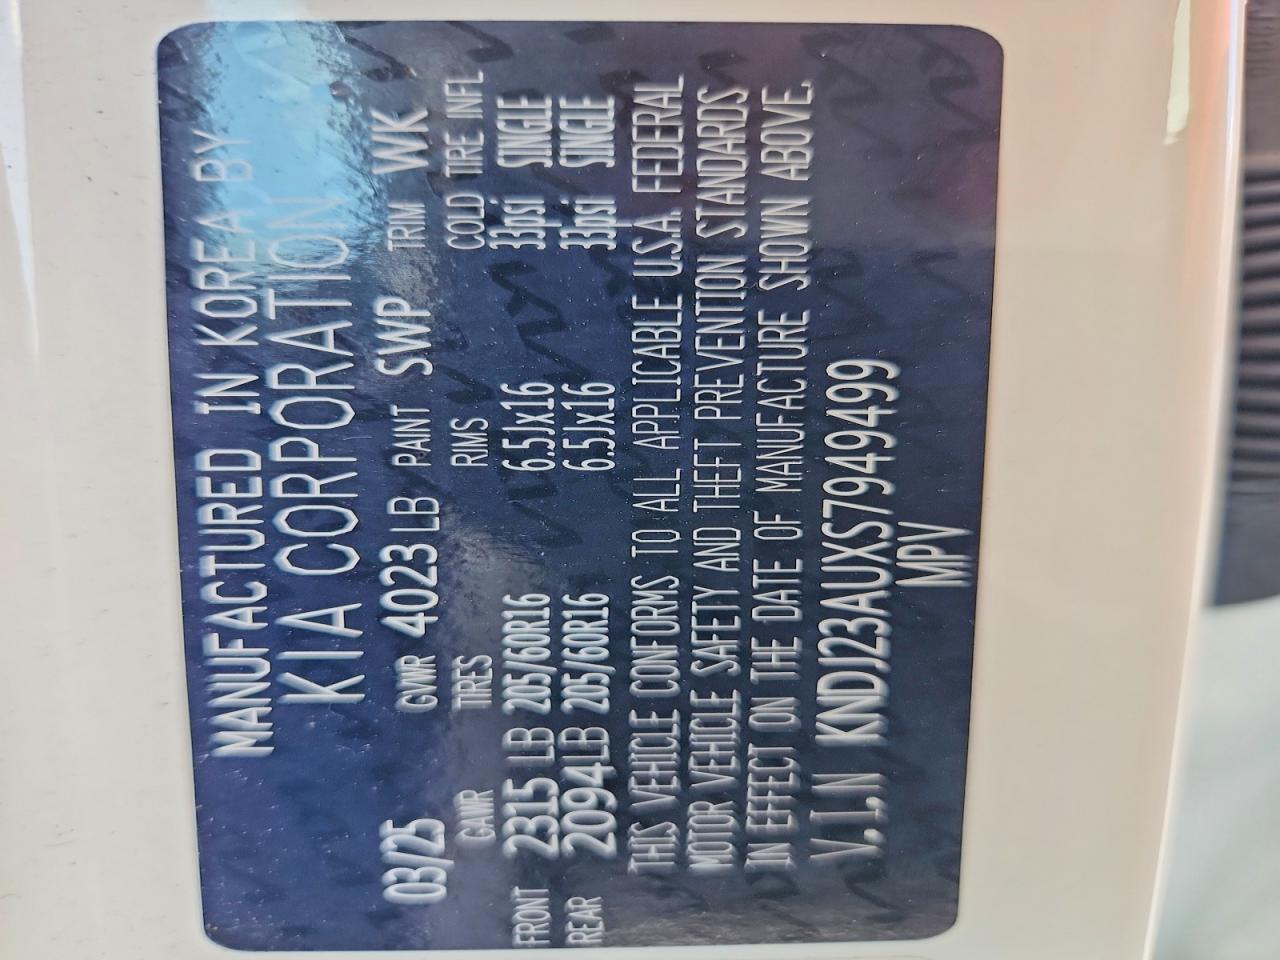 MANUFACTURED IN KOREA BY
KIA CORPORATION
03/25 GVWR 4023 LB PAINT SWP TRIM WK
GAWR TIRES RIMS COLD TIRE INFL
FRONT 2315 LB 205/60R16 6.5Jx16 33psi SINGLE
REAR 2094 LB 205/60R16 6.5Jx16 33psi SINGLE
THIS VEHICLE CONFORMS TO ALL APPLICABLE U.S.A. FEDERAL
MOTOR VEHICLE SAFETY AND THEFT PREVENTION STANDARDS
IN EFFECT ON THE DATE OF MANUFACTURE SHOWN ABOVE.
V.I.N KNDJ23AUXS7949499
MPV